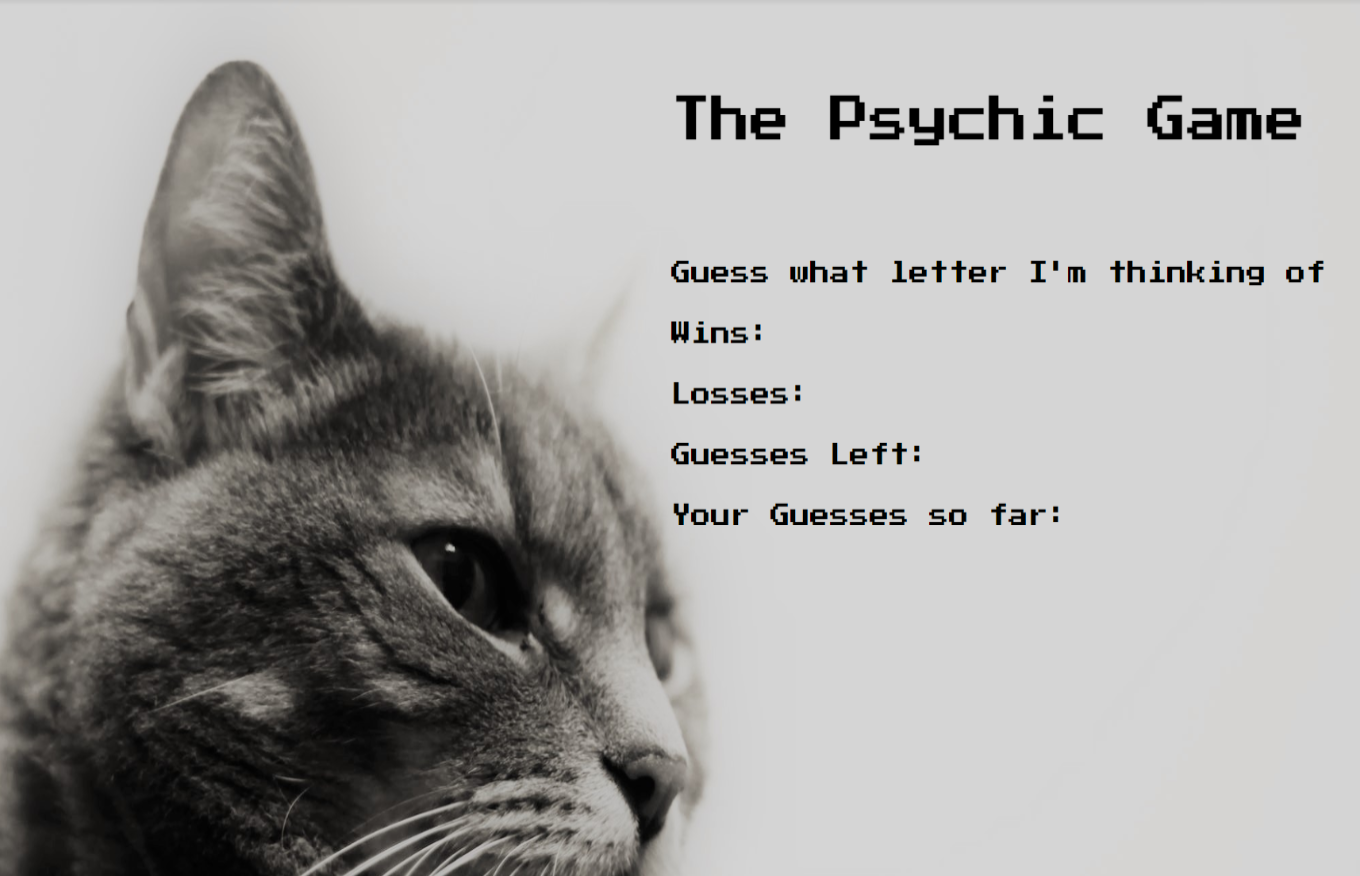 The Psychic Game
Guess what letter I'm thinking of
Wins:
Losses:
Guesses Left:
Your Guesses so far: